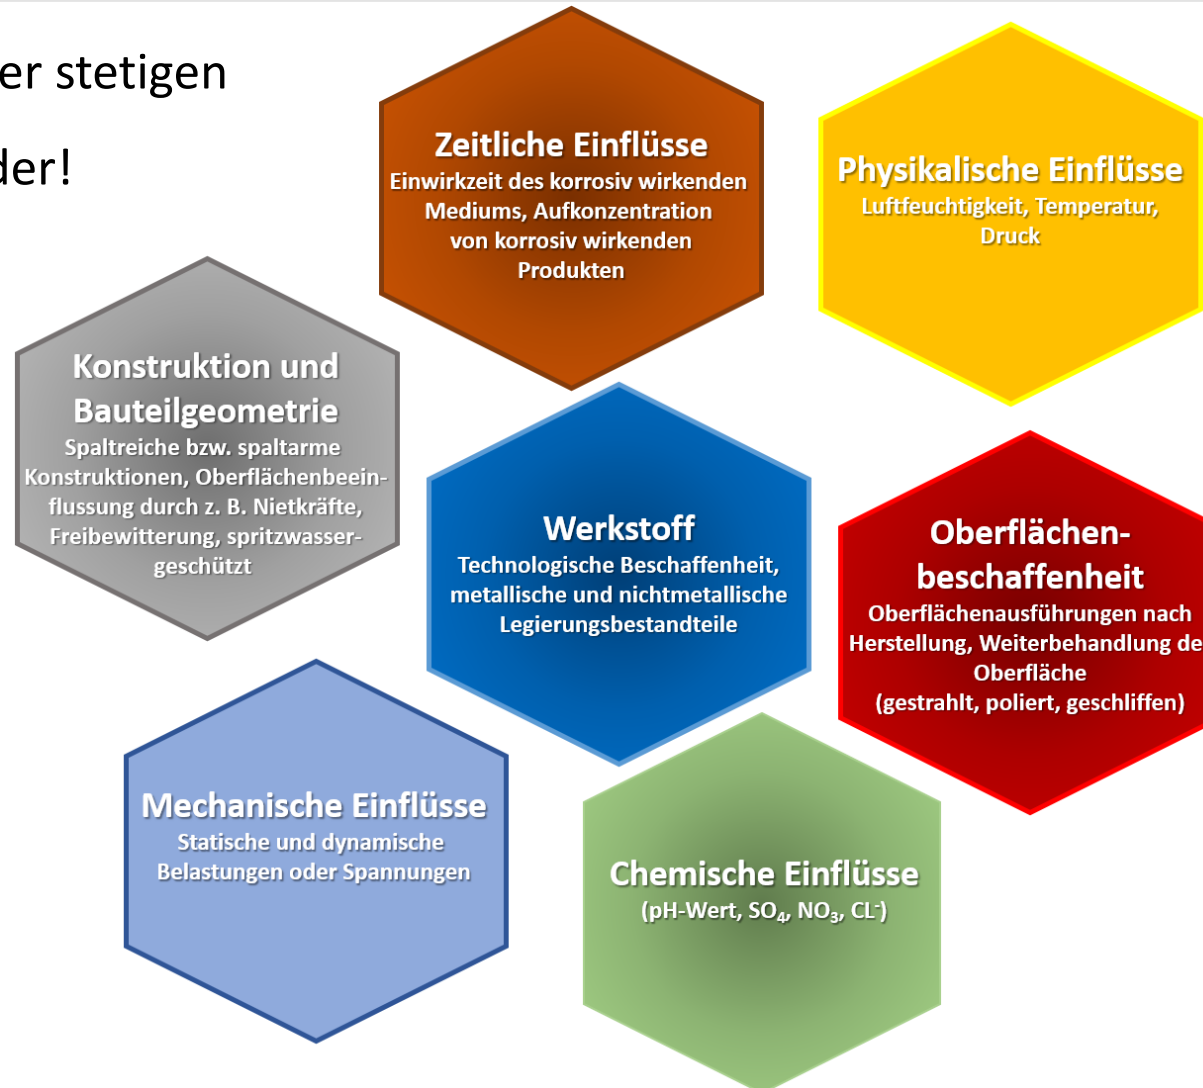 er stetigen
der!
Zeitliche Einflüsse
Einwirkzeit des korrosiv wirkenden
Mediums, Aufkonzentration
von korrosiv wirkenden
Produkten
Physikalische Einflüsse
Luftfeuchtigkeit, Temperatur,
Druck
Konstruktion und
Bauteilgeometrie
Spaltreiche bzw. spaltarme
Konstruktionen, Oberflächenbeein-
flussung durch z. B. Nietkräfte,
Freibewitterung, spritzwasser-
geschützt
Werkstoff
Technologische Beschaffenheit,
metallische und nichtmetallische
Legierungsbestandteile
Oberflächen-
beschaffenheit
Oberflächenausführungen nach
Herstellung, Weiterbehandlung de
Oberfläche
(gestrahlt, poliert, geschliffen)
Mechanische Einflüsse
Statische und dynamische
Belastungen oder Spannungen
Chemische Einflüsse
(pH-Wert, SO₄, NO₃, CL⁻)